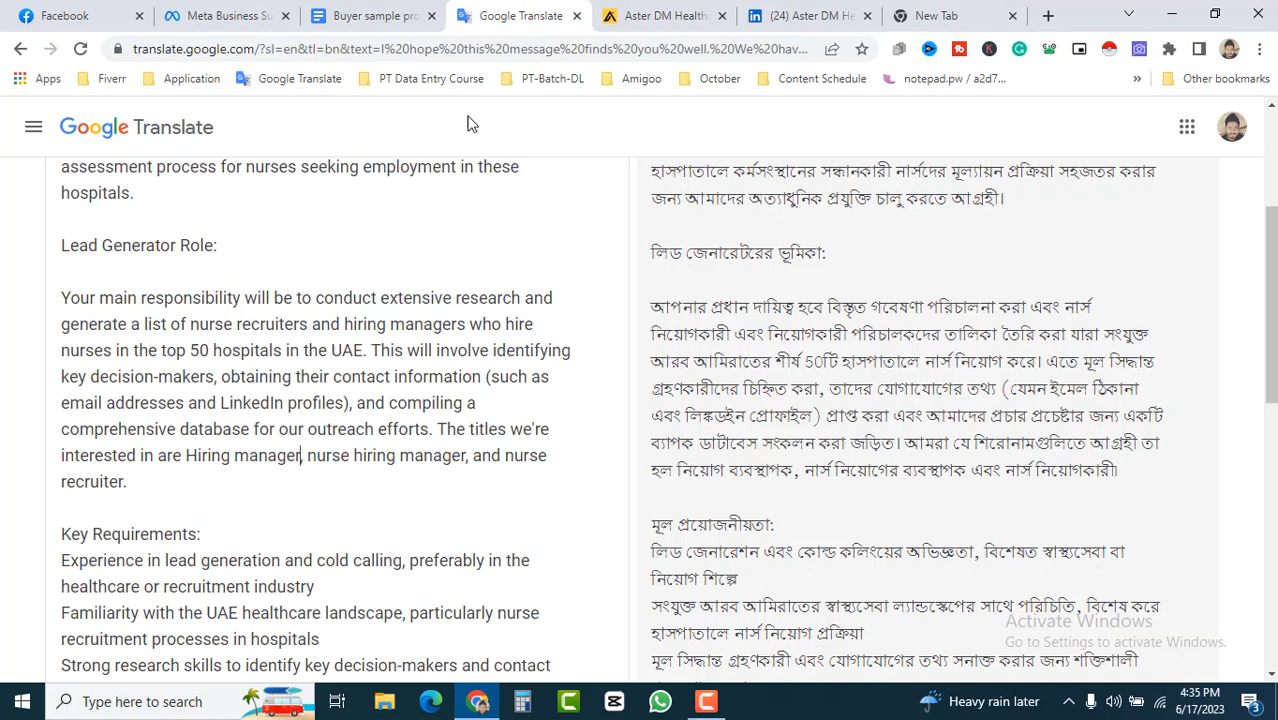 Facebook
Meta Business Su
Buyer sample pro
Google Translate
Aster DM Healthc
(24) Aster DM He
New Tab
translate.google.com/?sl=en&tl=bn&text=I%20hope%20this%20message%20finds%20you%20well.%20We%20hav...
Apps
Fiverr
Application
Google Translate
PT Data Entry Course
PT-Batch-DL
Amigoo
October
Content Schedule
notepad.pw / a2d7...
Other bookmarks
Google Translate
assessment process for nurses seeking employment in these
hospitals.
Lead Generator Role:
Your main responsibility will be to conduct extensive research and
generate a list of nurse recruiters and hiring managers who hire
nurses in the top 50 hospitals in the UAE. This will involve identifying
key decision-makers, obtaining their contact information (such as
email addresses and LinkedIn profiles), and compiling a
comprehensive database for our outreach efforts. The titles we're
interested in are Hiring manager, nurse hiring manager, and nurse
recruiter.
Key Requirements:
Experience in lead generation and cold calling, preferably in the
healthcare or recruitment industry
Familiarity with the UAE healthcare landscape, particularly nurse
recruitment processes in hospitals
Strong research skills to identify key decision-makers and contact
হাসপাতালে কর্মসংস্থানের সন্ধানকারী নার্সদের মূল্যায়ন প্রক্রিয়া সহজতর করার
জন্য আমাদের অত্যাধুনিক প্রযুক্তি চালু করতে আগ্রহী।
লিড জেনারেটরের ভূমিকা:
আপনার প্রধান দায়িত্ব হবে বিস্তৃত গবেষণা পরিচালনা করা এবং নার্স
নিয়োগকারী এবং নিয়োগকারী পরিচালকদের তালিকা তৈরি করা যারা সংযুক্ত
আরব আমিরাতের শীর্ষ 50টি হাসপাতালে নার্স নিয়োগ করে। এতে মূল সিদ্ধান্ত
গ্রহণকারীদের চিহ্নিত করা, তাদের যোগাযোগের তথ্য (যেমন ইমেল ঠিকানা
এবং লিঙ্কডইন প্রোফাইল) প্রাপ্ত করা এবং আমাদের প্রচার প্রচেষ্টার জন্য একটি
ব্যাপক ডাটাবেস সংকলন করা জড়িত। আমরা যে শিরোনামগুলিতে আগ্রহী তা
হল নিয়োগ ব্যবস্থাপক, নার্স নিয়োগের ব্যবস্থাপক এবং নার্স নিয়োগকারী৷
মূল প্রয়োজনীয়তা:
লিড জেনারেশন এবং কোল্ড কলিংয়ের অভিজ্ঞতা, বিশেষত স্বাস্থ্যসেবা বা
নিয়োগ শিল্পে
সংযুক্ত আরব আমিরাতের স্বাস্থ্যসেবা ল্যান্ডস্কেপের সাথে পরিচিতি, বিশেষ করে
হাসপাতালে নার্স নিয়োগ প্রক্রিয়া
মূল সিদ্ধান্ত গ্রহণকারী এবং যোগাযোগের তথ্য সনাক্ত করার জন্য শক্তিশালী
Activate Windows
Go to Settings to activate Windows.
Type here to search
Heavy rain later
4:35 PM
6/17/2023
3